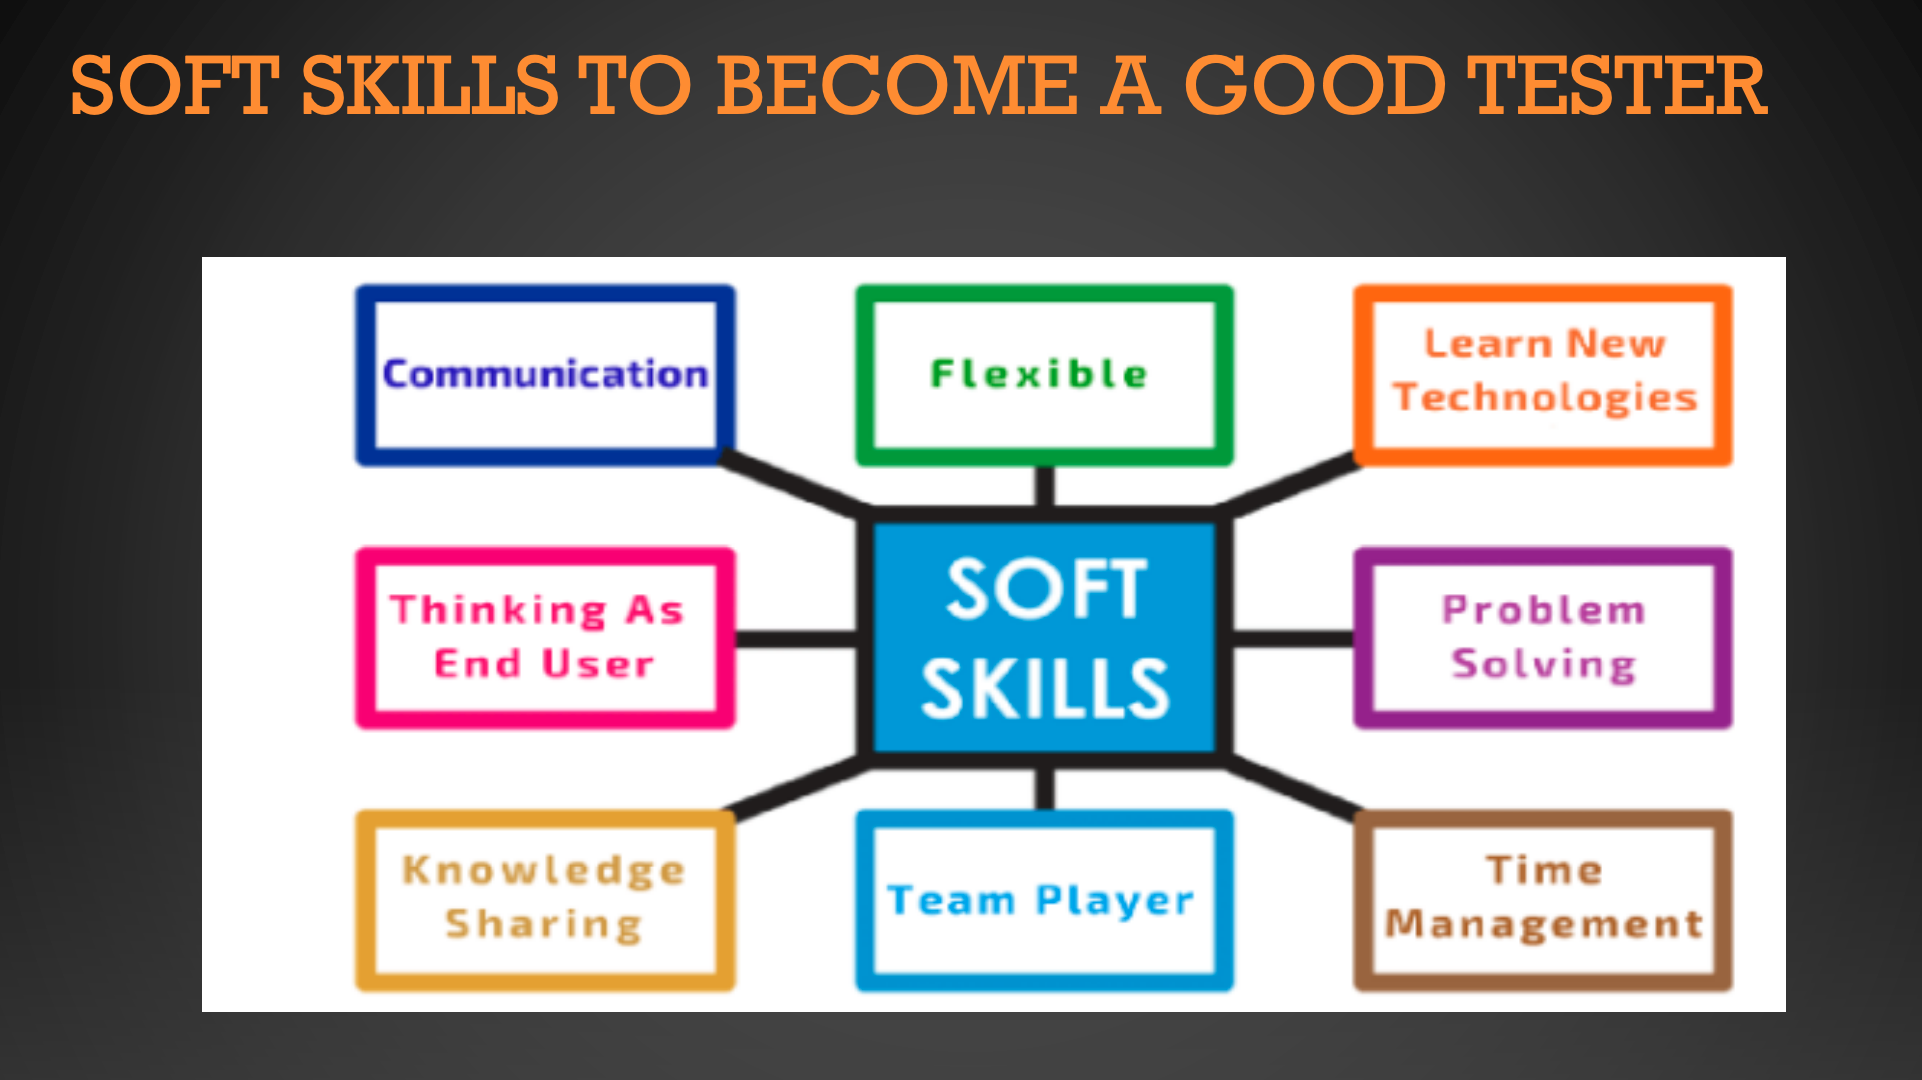 SOFT SKILLS TO BECOME A GOOD TESTER
Communication
Flexible
Learn New
Technologies
Thinking As
End User
SOFT
SKILLS
Problem
Solving
Knowledge
Sharing
Team Player
Time
Management